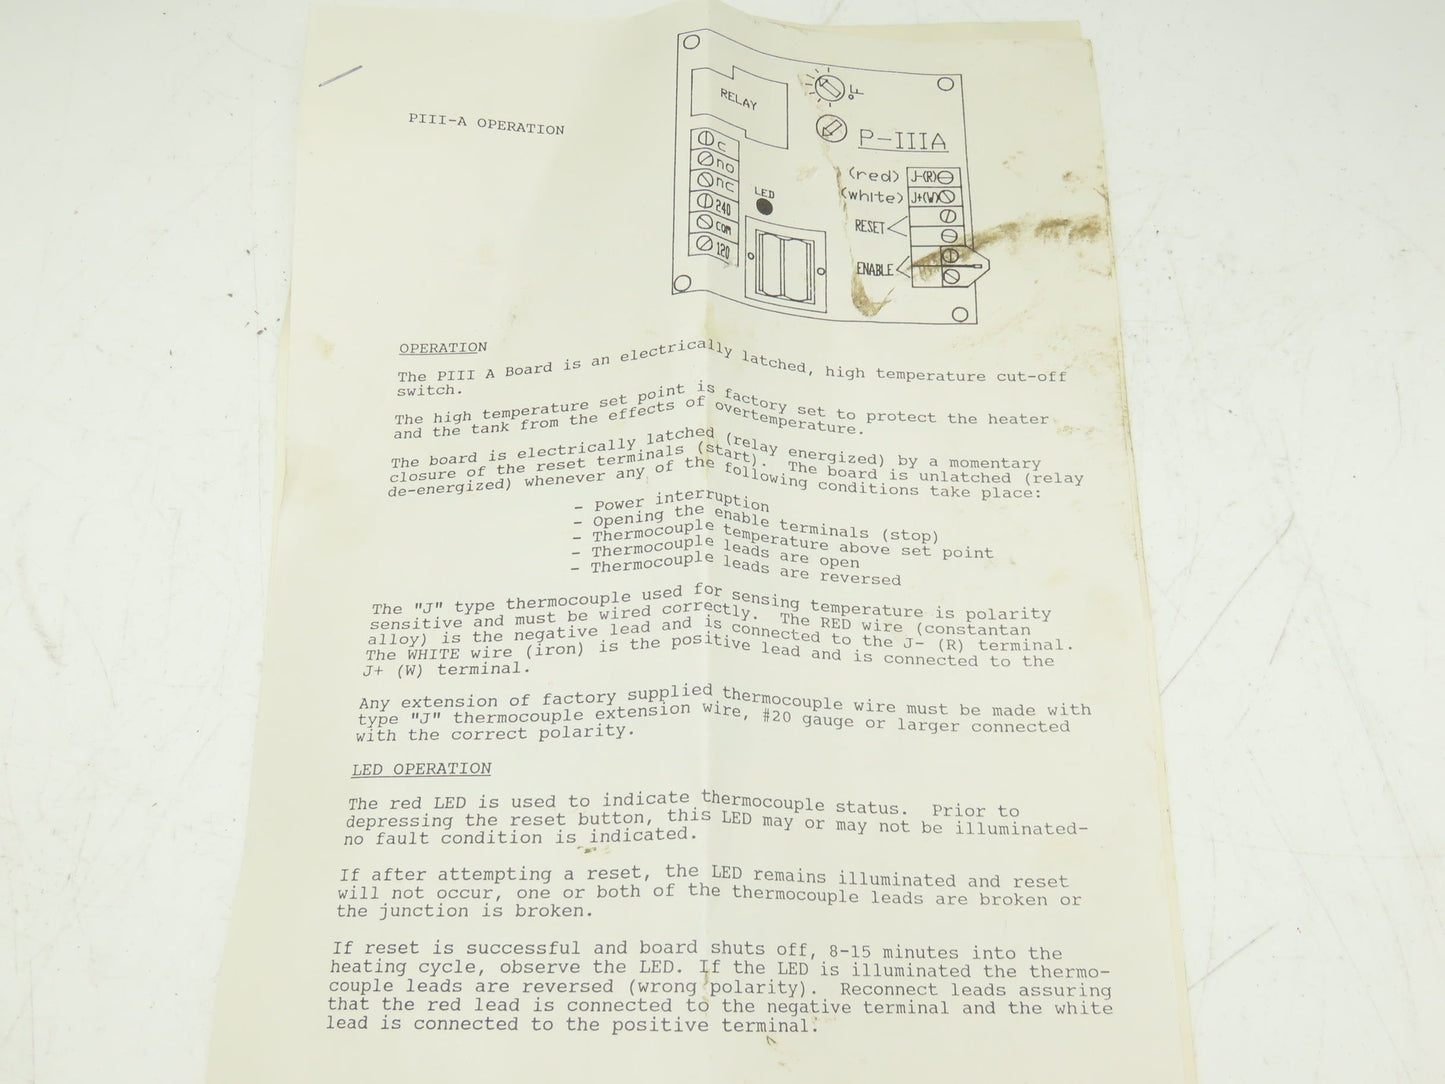 PIII-A OPERATION
RELAY
°F
P-IIIA
c
no
nc
240
com
120
LED
(red) J-(R)
(white) J+(W)
RESET
ENABLE
OPERATION
The PIII A Board is an electrically latched, high temperature cut-off
switch.
The high temperature set point is factory set to protect the heater
and the tank from the effects of overtemperature.
The board is electrically latched (relay energized) by a momentary
closure of the reset terminals (start). The board is unlatched (relay
de-energized) whenever any of the following conditions take place:
- Power interruption
- Opening the enable terminals (stop)
- Thermocouple temperature above set point
- Thermocouple leads are open
- Thermocouple leads are reversed
The "J" type thermocouple used for sensing temperature is polarity
sensitive and must be wired correctly. The RED wire (constantan
alloy) is the negative lead and is connected to the J- (R) terminal.
The WHITE wire (iron) is the positive lead and is connected to the
J+ (W) terminal.
Any extension of factory supplied thermocouple wire must be made with
type "J" thermocouple extension wire, #20 gauge or larger connected
with the correct polarity.
LED OPERATION
The red LED is used to indicate thermocouple status. Prior to
depressing the reset button, this LED may or may not be illuminated-
no fault condition is indicated.
If after attempting a reset, the LED remains illuminated and reset
will not occur, one or both of the thermocouple leads are broken or
the junction is broken.
If reset is successful and board shuts off, 8-15 minutes into the
heating cycle, observe the LED. If the LED is illuminated the thermo-
couple leads are reversed (wrong polarity). Reconnect leads assuring
that the red lead is connected to the negative terminal and the white
lead is connected to the positive terminal.